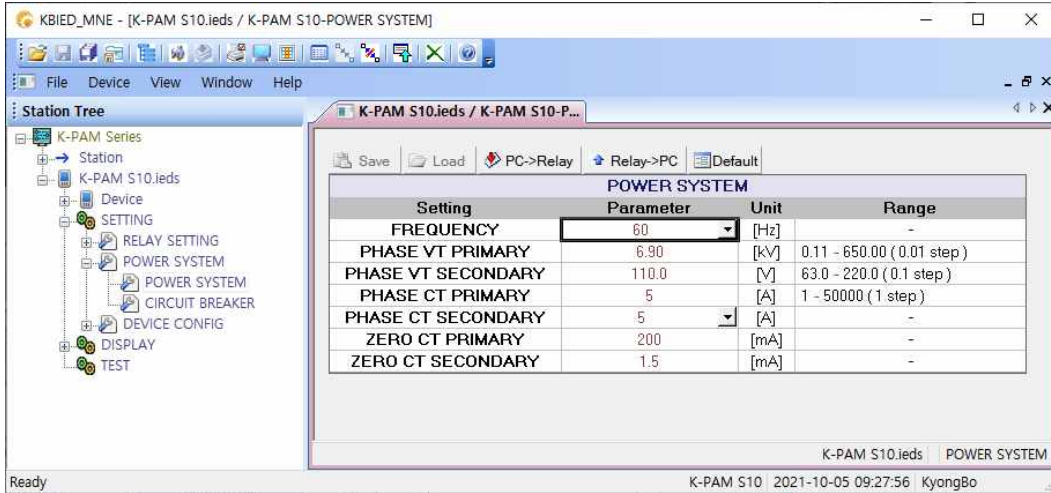 KBIED_MNE - [K-PAM S10.ieds / K-PAM S10-POWER SYSTEM]
File Device View Window Help
Station Tree
K-PAM Series
Station
K-PAM S10.ieds
Device
SETTING
RELAY SETTING
POWER SYSTEM
POWER SYSTEM
CIRCUIT BREAKER
DEVICE CONFIG
DISPLAY
TEST
K-PAM S10.ieds / K-PAM S10-P...
Save Load PC->Relay Relay->PC Default
POWER SYSTEM
Setting Parameter Unit Range
FREQUENCY 60 [Hz] -
PHASE VT PRIMARY 6.90 [kV] 0.11 - 650.00 ( 0.01 step )
PHASE VT SECONDARY 110.0 [V] 63.0 - 220.0 ( 0.1 step )
PHASE CT PRIMARY 5 [A] 1 - 50000 ( 1 step )
PHASE CT SECONDARY 5 [A] -
ZERO CT PRIMARY 200 [mA] -
ZERO CT SECONDARY 1.5 [mA] -
K-PAM S10.ieds POWER SYSTEM
Ready K-PAM S10 2021-10-05 09:27:56 KyongBo